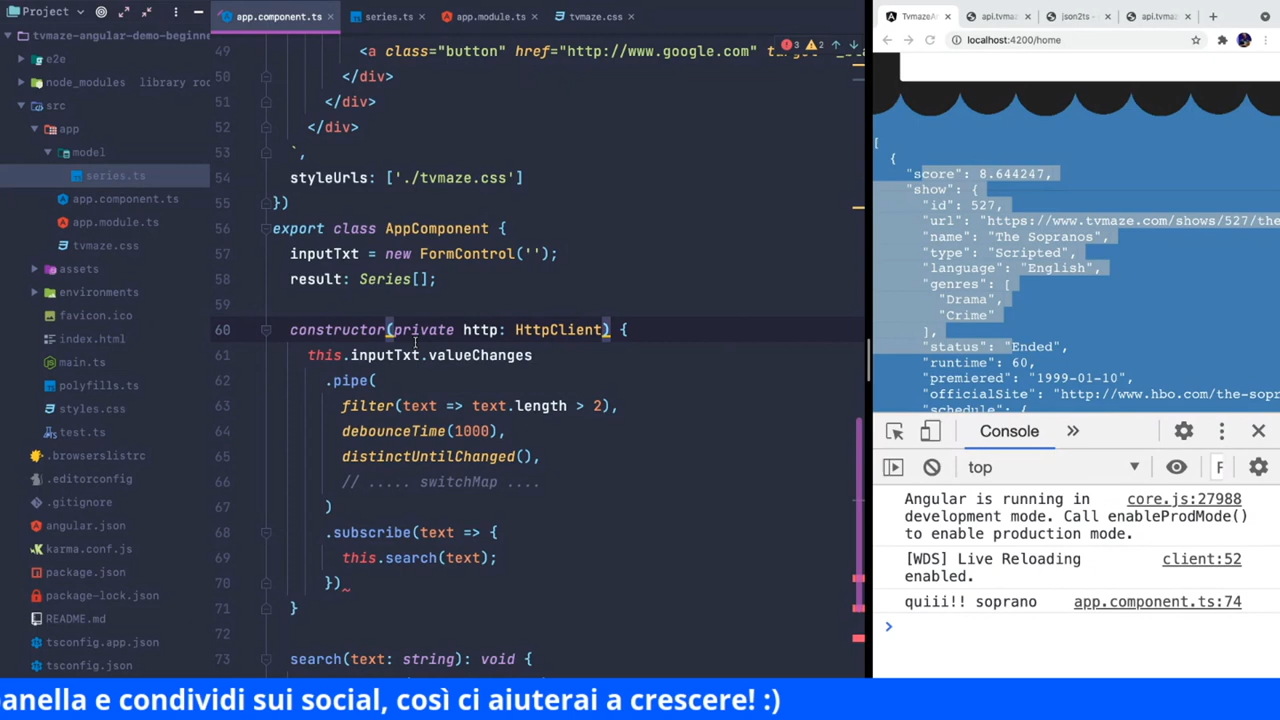 Project
app.component.ts
series.ts
app.module.ts
tvmaze.css
tvmaze-angular-demo-beginne
e2e
node_modules library roo
src
app
model
series.ts
app.component.ts
app.module.ts
tvmaze.css
assets
environments
favicon.ico
index.html
main.ts
polyfills.ts
styles.css
test.ts
.browserslistrc
.editorconfig
.gitignore
angular.json
karma.conf.js
package.json
package-lock.json
README.md
tsconfig.app.json
tsconfig.json
49 <a class="button" href="http://www.google.com"
3 2
50 </div>
51 </div>
52 </div>
53 `,
54 styleUrls: ['./tvmaze.css']
55 })
56 export class AppComponent {
57 inputTxt = new FormControl('');
58 result: Series[];
59
60 constructor(private http: HttpClient) {
61 this.inputTxt.valueChanges
62 .pipe(
63 filter(text => text.length > 2),
64 debounceTime(1000),
65 distinctUntilChanged(),
66 // ..... switchMap ....
67 )
68 .subscribe(text => {
69 this.search(text);
70 })
71 }
72
73 search(text: string): void {
TvmazeAn
api.tvmaz
json2ts -
api.tvmaz
localhost:4200/home
[
{
"score": 8.644247,
"show": {
"id": 527,
"url": "https://www.tvmaze.com/shows/527/the
"name": "The Sopranos",
"type": "Scripted",
"language": "English",
"genres": [
"Drama",
"Crime"
],
"status": "Ended",
"runtime": 60,
"premiered": "1999-01-10",
"officialSite": "http://www.hbo.com/the-sopr
"schedule": {
Console
top
F
Angular is running in core.js:27988
development mode. Call enableProdMode()
to enable production mode.
[WDS] Live Reloading client:52
enabled.
quiii!! soprano app.component.ts:74
panella e condividi sui social, così ci aiuterai a crescere! :)